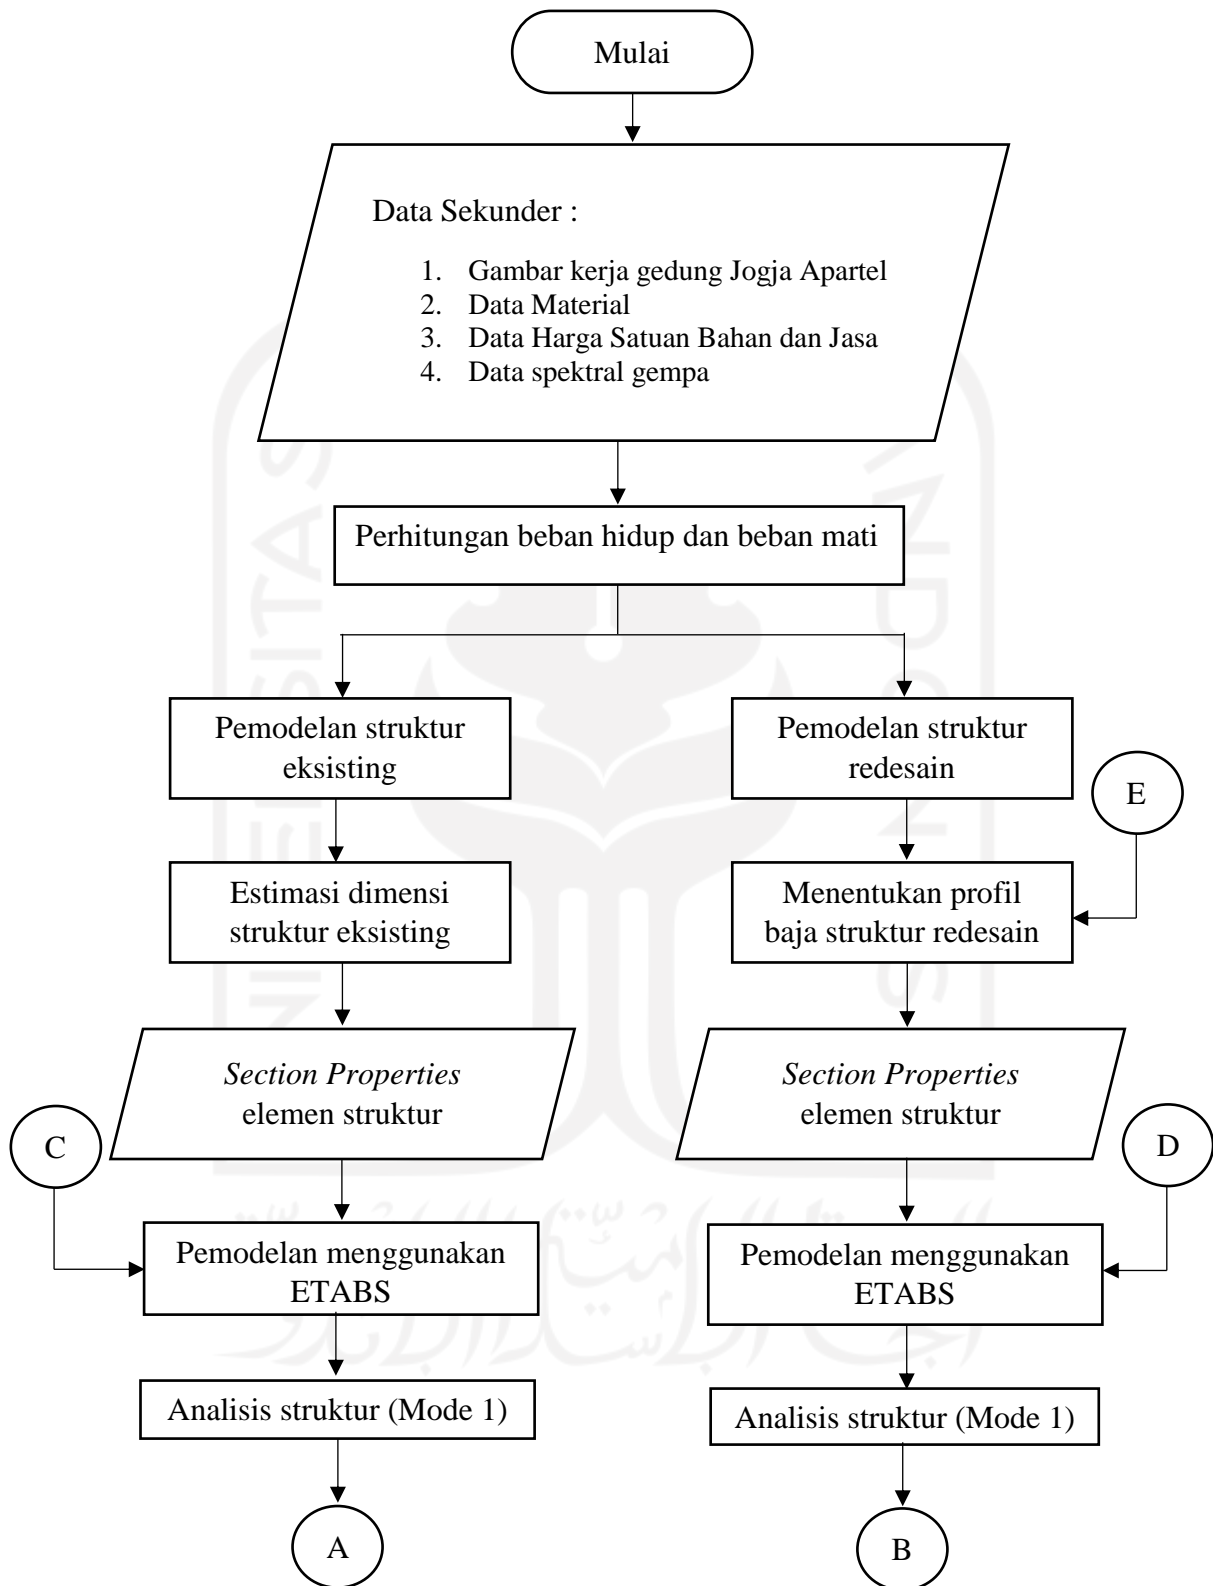 Mulai
Data Sekunder :
1. Gambar kerja gedung Jogja Apartel
2. Data Material
3. Data Harga Satuan Bahan dan Jasa
4. Data spektral gempa
Perhitungan beban hidup dan beban mati
Pemodelan struktur
eksisting
Pemodelan struktur
redesain
E
Estimasi dimensi
struktur eksisting
Menentukan profil
baja struktur redesain
Section Properties
elemen struktur
Section Properties
elemen struktur
C
D
Pemodelan menggunakan
ETABS
Pemodelan menggunakan
ETABS
Analisis struktur (Mode 1)
Analisis struktur (Mode 1)
A
B